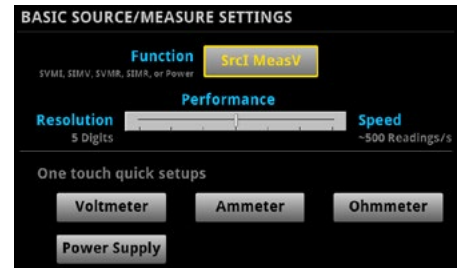 BASIC SOURCE/MEASURE SETTINGS
Function
SVMI, SIMV, SVMR, SIMR, or Power
SrcI MeasV
Performance
Resolution
5 Digits
Speed
~500 Readings/s
One touch quick setups
Voltmeter Ammeter Ohmmeter
Power Supply